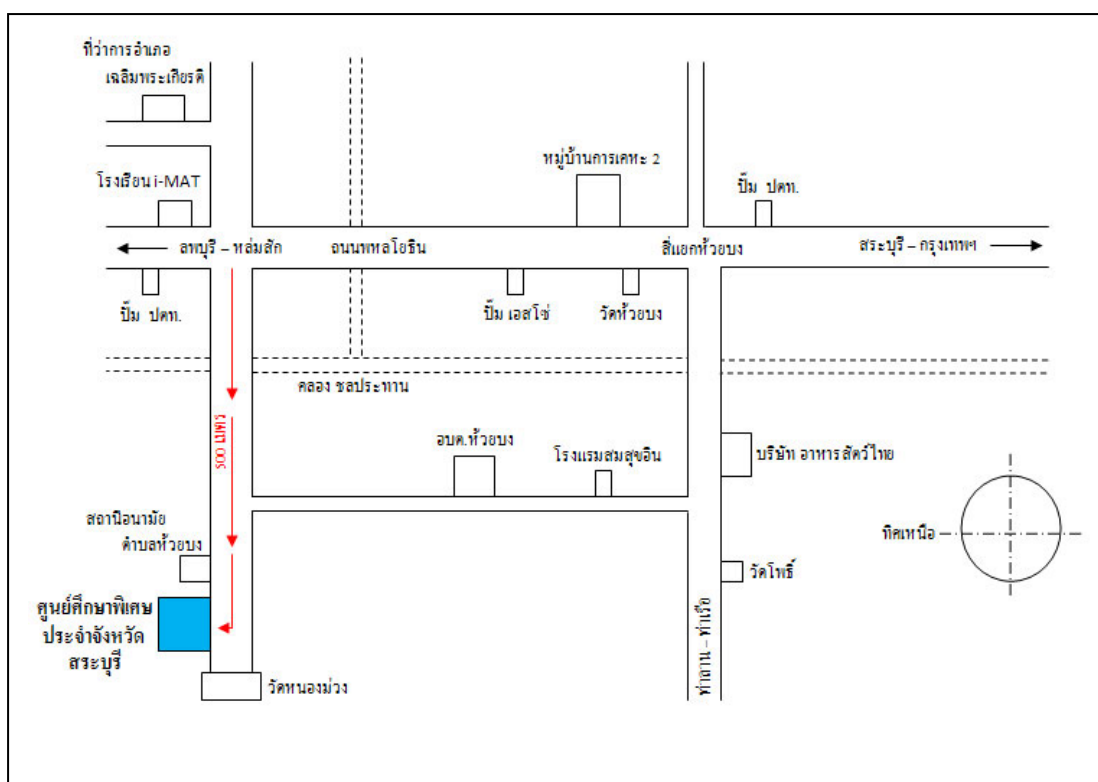 ที่ว่าการอำเภอ
เฉลิมพระเกียรติ
หมู่บ้านการเคหะ 2
โรงเรียน i-MAT
ปั๊ม ปตท.
ลพบุรี – หล่มสัก
ถนนพหลโยธิน
สี่แยกห้วยบง
สระบุรี – กรุงเทพฯ
ปั๊ม ปตท.
ปั๊ม เอสโซ่
วัดห้วยบง
คลอง ชลประทาน
500 เมตร
อบต.ห้วยบง
โรงแรมสมสุขอิน
บริษัท อาหารสัตว์ไทย
สถานีอนามัย
ตำบลห้วยบง
ทิศเหนือ
วัดโพธิ์
ศูนย์ศึกษาพิเศษ
ประจำจังหวัด
สระบุรี
ท่าลาน – ท่าเรือ
วัดหนองม่วง